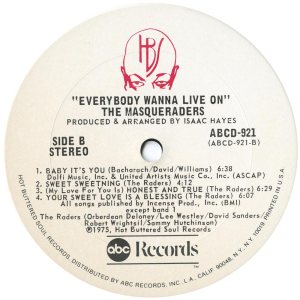 HBS
"EVERYBODY WANNA LIVE ON"
THE MASQUERADERS
PRODUCED & ARRANGED BY ISAAC HAYES
SIDE B
STEREO
ABCD-921
(ABCD-921-B)
1. BABY IT'S YOU (Bacharach/David/Williams) 6:38
Dolfi Music, Inc. & United Artists Music Co., Inc. (ASCAP)
2. SWEET SWEETNING (The Raders) 4:12
3. (My Love For You Is) HONEST AND TRUE (The Raders) 6:29
4. YOUR SWEET LOVE IS A BLESSING (The Raders) 6:07
All songs published by Incense Prod., Inc. (BMI)
except band 1
The Raders (Orberdean Deloney/Lee Westley/David Sanders/
Robert Wrightsil/Sammy Hutchinson)
©1975, Hot Buttered Soul Records
abc Records
HOT BUTTERED SOUL RECORDS. DISTRIBUTED BY ABC RECORDS, INC. L.A. CALIF. 90048. N.Y. N.Y. 10019